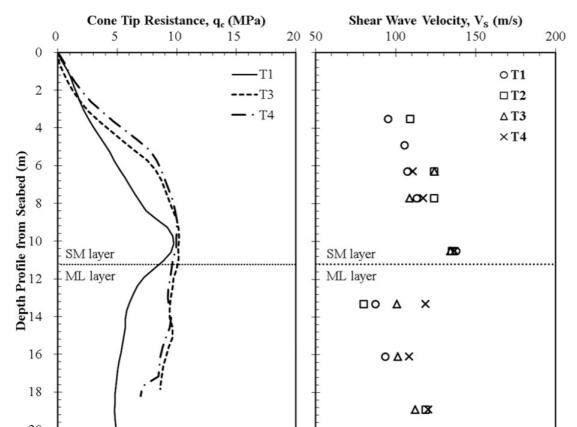 Cone Tip Resistance, qc (MPa)
0 5 10 15 20
Shear Wave Velocity, VS (m/s)
50 100 150 200
Depth Profile from Seabed (m)
0
2
4
6
8
10
12
14
16
18
T1
T3
T4
SM layer
ML layer
T1
T2
T3
T4
SM layer
ML layer